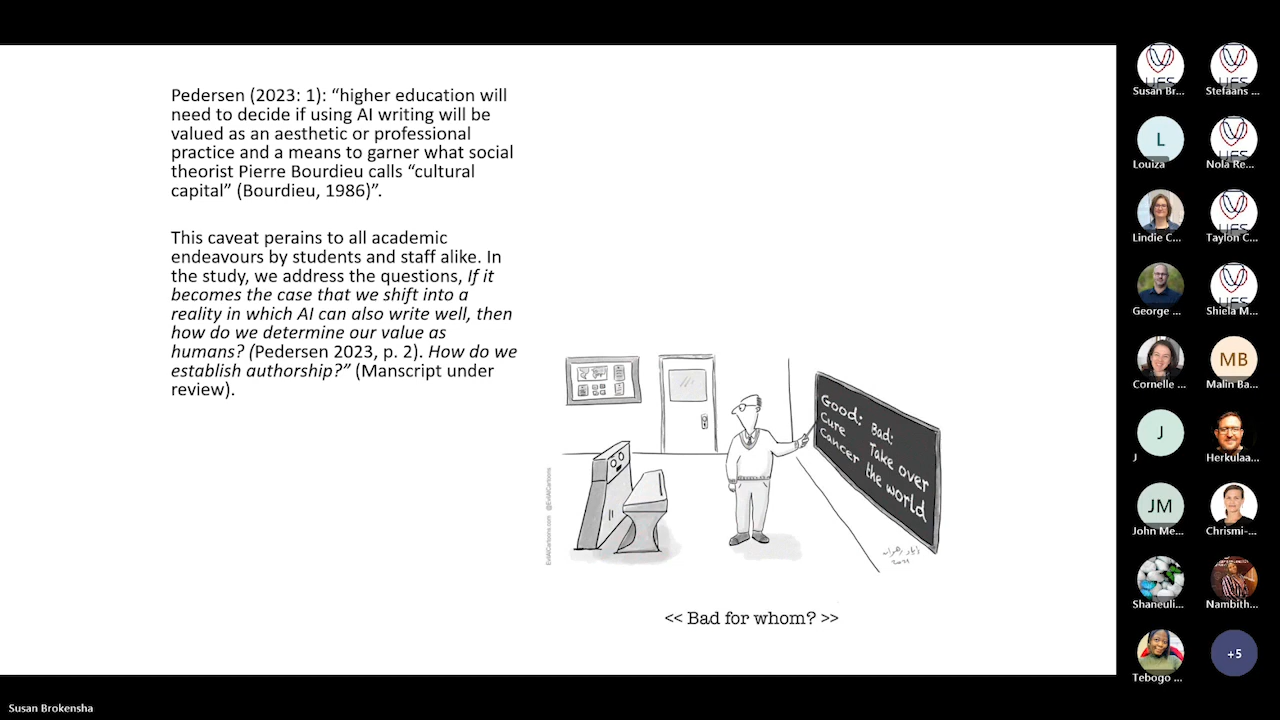 Pedersen (2023: 1): “higher education will
need to decide if using AI writing will be
valued as an aesthetic or professional
practice and a means to garner what social
theorist Pierre Bourdieu calls “cultural
capital” (Bourdieu, 1986)”.
This caveat perains to all academic
endeavours by students and staff alike. In
the study, we address the questions, If it
becomes the case that we shift into a
reality in which AI can also write well, then
how do we determine our value as
humans? (Pedersen 2023, p. 2). How do we
establish authorship?” (Manscript under
review).
Good:
Cure
Cancer
Bad:
Take over
the world
EvilAICartoons.com @EvilAICartoons
<< Bad for whom? >>
Susan Br...
Stefaans ...
L
Louiza
Nola Re...
Lindie C...
Taylon C...
George ...
Shiela M...
Cornelle ...
MB
Malin Ba...
J
J
Herkulaa...
JM
John Me...
Chrismi-...
Shaneuli...
Nambith...
Tebogo ...
+5
Susan Brokensha